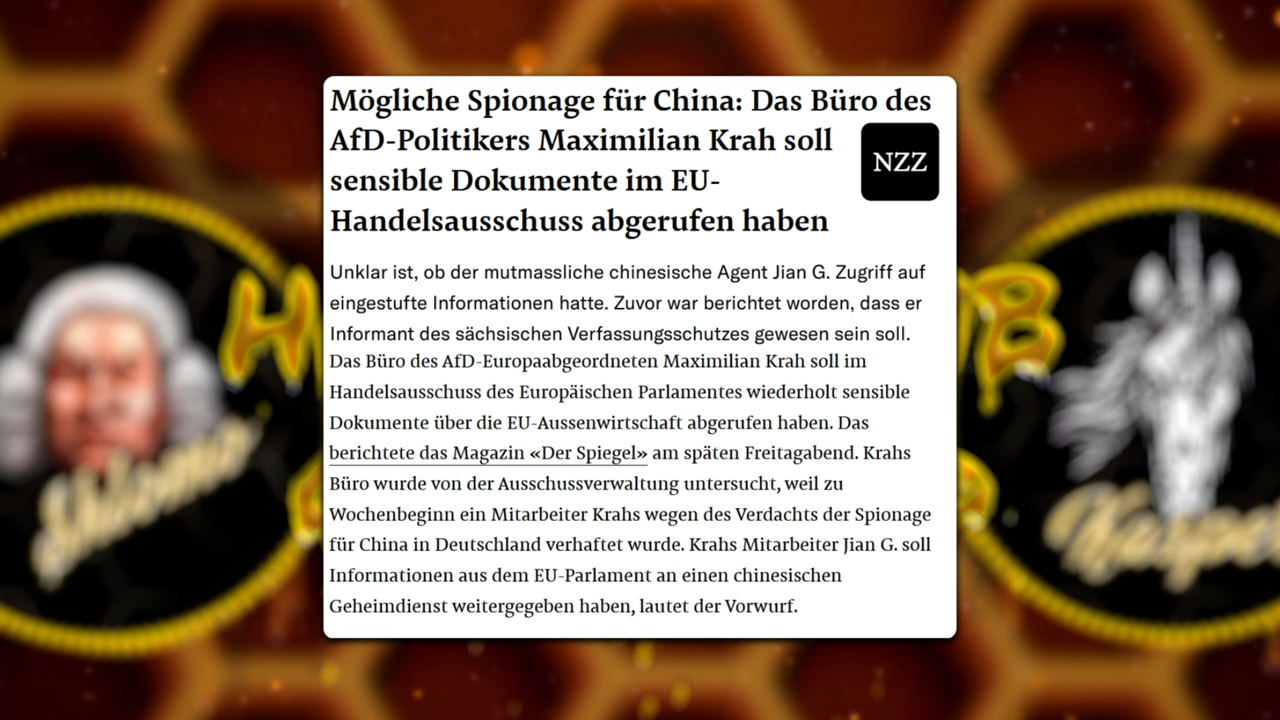 Mögliche Spionage für China: Das Büro des
AfD-Politikers Maximilian Krah soll
sensible Dokumente im EU-
Handelsausschuss abgerufen haben
NZZ
Unklar ist, ob der mutmassliche chinesische Agent Jian G. Zugriff auf
eingestufte Informationen hatte. Zuvor war berichtet worden, dass er
Informant des sächsischen Verfassungsschutzes gewesen sein soll.
Das Büro des AfD-Europaabgeordneten Maximilian Krah soll im
Handelsausschuss des Europäischen Parlamentes wiederholt sensible
Dokumente über die EU-Aussenwirtschaft abgerufen haben. Das
berichtete das Magazin «Der Spiegel» am späten Freitagabend. Krahs
Büro wurde von der Ausschussverwaltung untersucht, weil zu
Wochenbeginn ein Mitarbeiter Krahs wegen des Verdachts der Spionage
für China in Deutschland verhaftet wurde. Krahs Mitarbeiter Jian G. soll
Informationen aus dem EU-Parlament an einen chinesischen
Geheimdienst weitergegeben haben, lautet der Vorwurf.
Shlomo